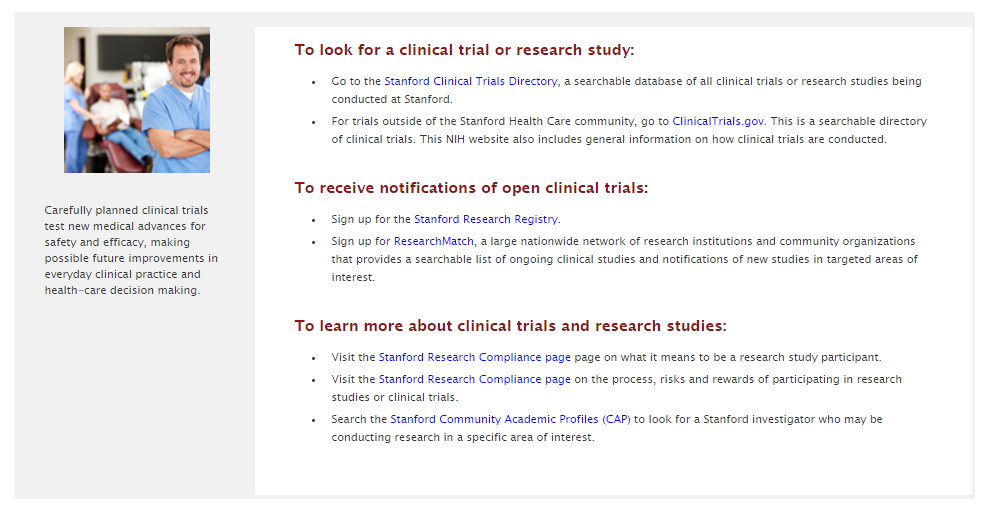 Carefully planned clinical trials
test new medical advances for
safety and efficacy, making
possible future improvements in
everyday clinical practice and
health-care decision making.
To look for a clinical trial or research study:
• Go to the Stanford Clinical Trials Directory, a searchable database of all clinical trials or research studies being
conducted at Stanford.
• For trials outside of the Stanford Health Care community, go to ClinicalTrials.gov. This is a searchable directory
of clinical trials. This NIH website also includes general information on how clinical trials are conducted.
To receive notifications of open clinical trials:
• Sign up for the Stanford Research Registry.
• Sign up for ResearchMatch, a large nationwide network of research institutions and community organizations
that provides a searchable list of ongoing clinical studies and notifications of new studies in targeted areas of
interest.
To learn more about clinical trials and research studies:
• Visit the Stanford Research Compliance page page on what it means to be a research study participant.
• Visit the Stanford Research Compliance page on the process, risks and rewards of participating in research
studies or clinical trials.
• Search the Stanford Community Academic Profiles (CAP) to look for a Stanford investigator who may be
conducting research in a specific area of interest.